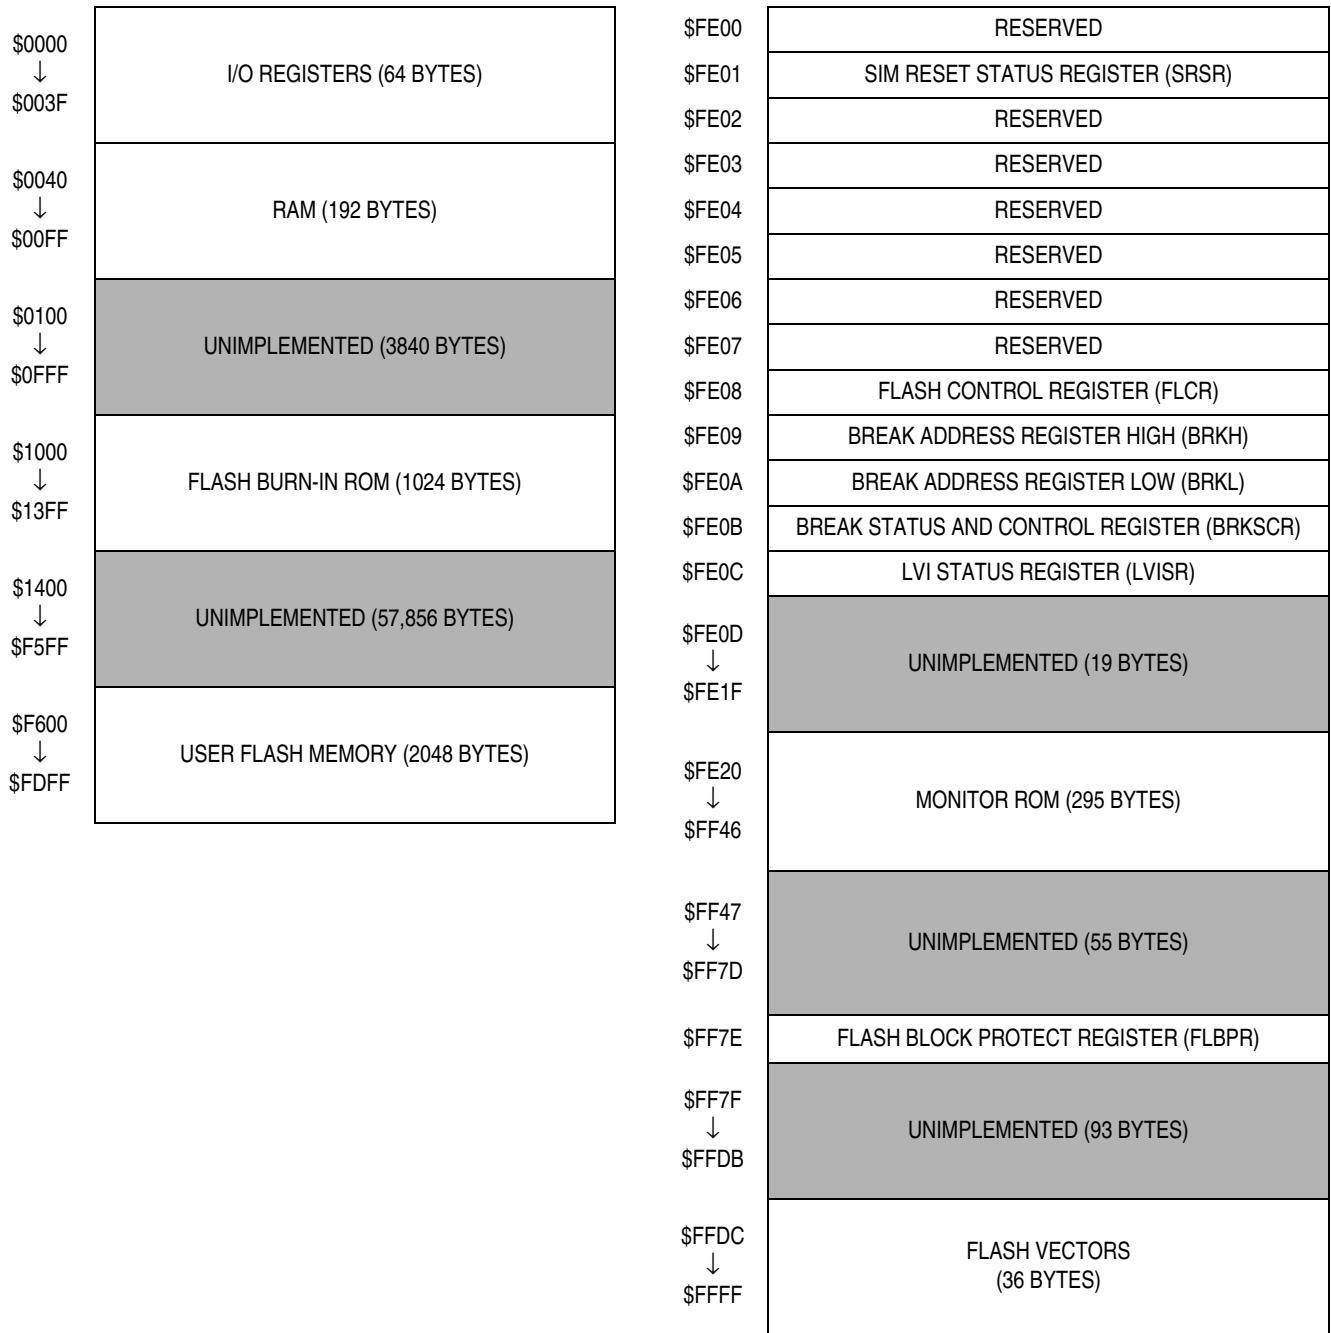 $0000
↓
$003F
I/O REGISTERS (64 BYTES)
$0040
↓
$00FF
RAM (192 BYTES)
$0100
↓
$0FFF
UNIMPLEMENTED (3840 BYTES)
$1000
↓
$13FF
FLASH BURN-IN ROM (1024 BYTES)
$1400
↓
$F5FF
UNIMPLEMENTED (57,856 BYTES)
$F600
↓
$FDFF
USER FLASH MEMORY (2048 BYTES)
$FE00 RESERVED
$FE01 SIM RESET STATUS REGISTER (SRSR)
$FE02 RESERVED
$FE03 RESERVED
$FE04 RESERVED
$FE05 RESERVED
$FE06 RESERVED
$FE07 RESERVED
$FE08 FLASH CONTROL REGISTER (FLCR)
$FE09 BREAK ADDRESS REGISTER HIGH (BRKH)
$FE0A BREAK ADDRESS REGISTER LOW (BRKL)
$FE0B BREAK STATUS AND CONTROL REGISTER (BRKSCR)
$FE0C LVI STATUS REGISTER (LVISR)
$FE0D
↓
$FE1F
UNIMPLEMENTED (19 BYTES)
$FE20
↓
$FF46
MONITOR ROM (295 BYTES)
$FF47
↓
$FF7D
UNIMPLEMENTED (55 BYTES)
$FF7E FLASH BLOCK PROTECT REGISTER (FLBPR)
$FF7F
↓
$FFDB
UNIMPLEMENTED (93 BYTES)
$FFDC
↓
$FFFF
FLASH VECTORS
(36 BYTES)